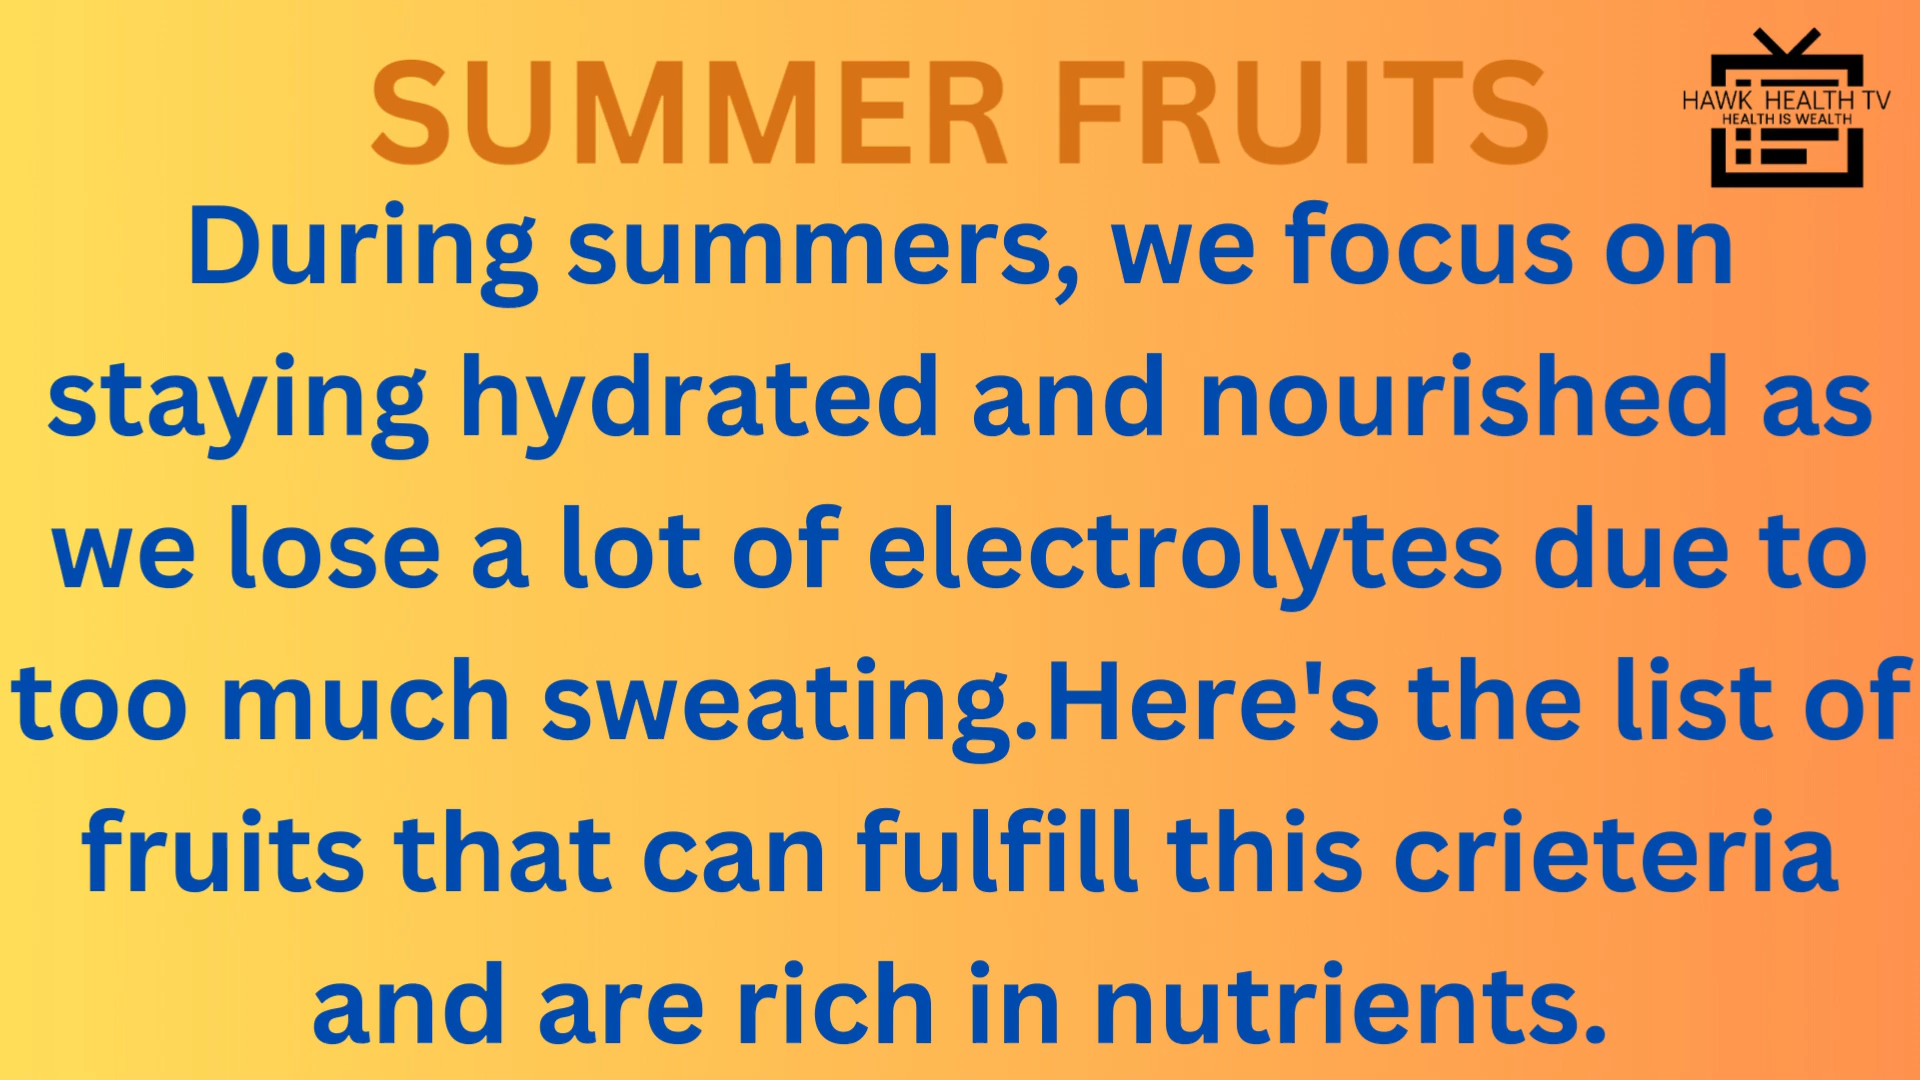 SUMMER FRUITS
HAWK HEALTH TV
HEALTH IS WEALTH
During summers, we focus on
staying hydrated and nourished as
we lose a lot of electrolytes due to
too much sweating.Here's the list of
fruits that can fulfill this crieteria
and are rich in nutrients.